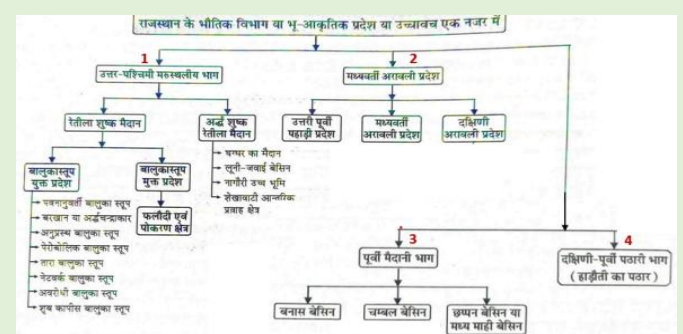 राजस्थान के भौतिक विभाग या भू-आकृतिक प्रदेश या उच्चावच एक नजर में
1
2
उत्तर-पश्चिमी मरुस्थलीय भाग
मध्यवर्ती अरावली प्रदेश
रेतीला शुष्क मैदान
अर्द्ध शुष्क
रेतीला मैदान
उत्तरी पूर्वी
पहाड़ी प्रदेश
मध्यवर्ती
अरावली प्रदेश
दक्षिणी
अरावली प्रदेश
बालुकास्तूप
युक्त प्रदेश
बालुकास्तूप
मुक्त प्रदेश
घग्घर का मैदान
लूनी-जवाई बेसिन
नागौरी उच्च भूमि
शेखावाटी आन्तरिक
प्रवाह क्षेत्र
पवनानुवर्ती बालुका स्तूप
बरखान या अर्द्धचन्द्राकार
अनुप्रस्थ बालुका स्तूप
पेराबोलिक बालुका स्तूप
तारा बालुका स्तूप
नेटवर्क बालुका स्तूप
अवरोधी बालुका स्तूप
शुब कापीस बालुका स्तूप
फलौदी एवं
पोकरण क्षेत्र
3
4
पूर्वी मैदानी भाग
दक्षिणी-पूर्वी पठारी भाग
(हाड़ौती का पठार)
बनास बेसिन
चम्बल बेसिन
छप्पन बेसिन या
मध्य माही बेसिन